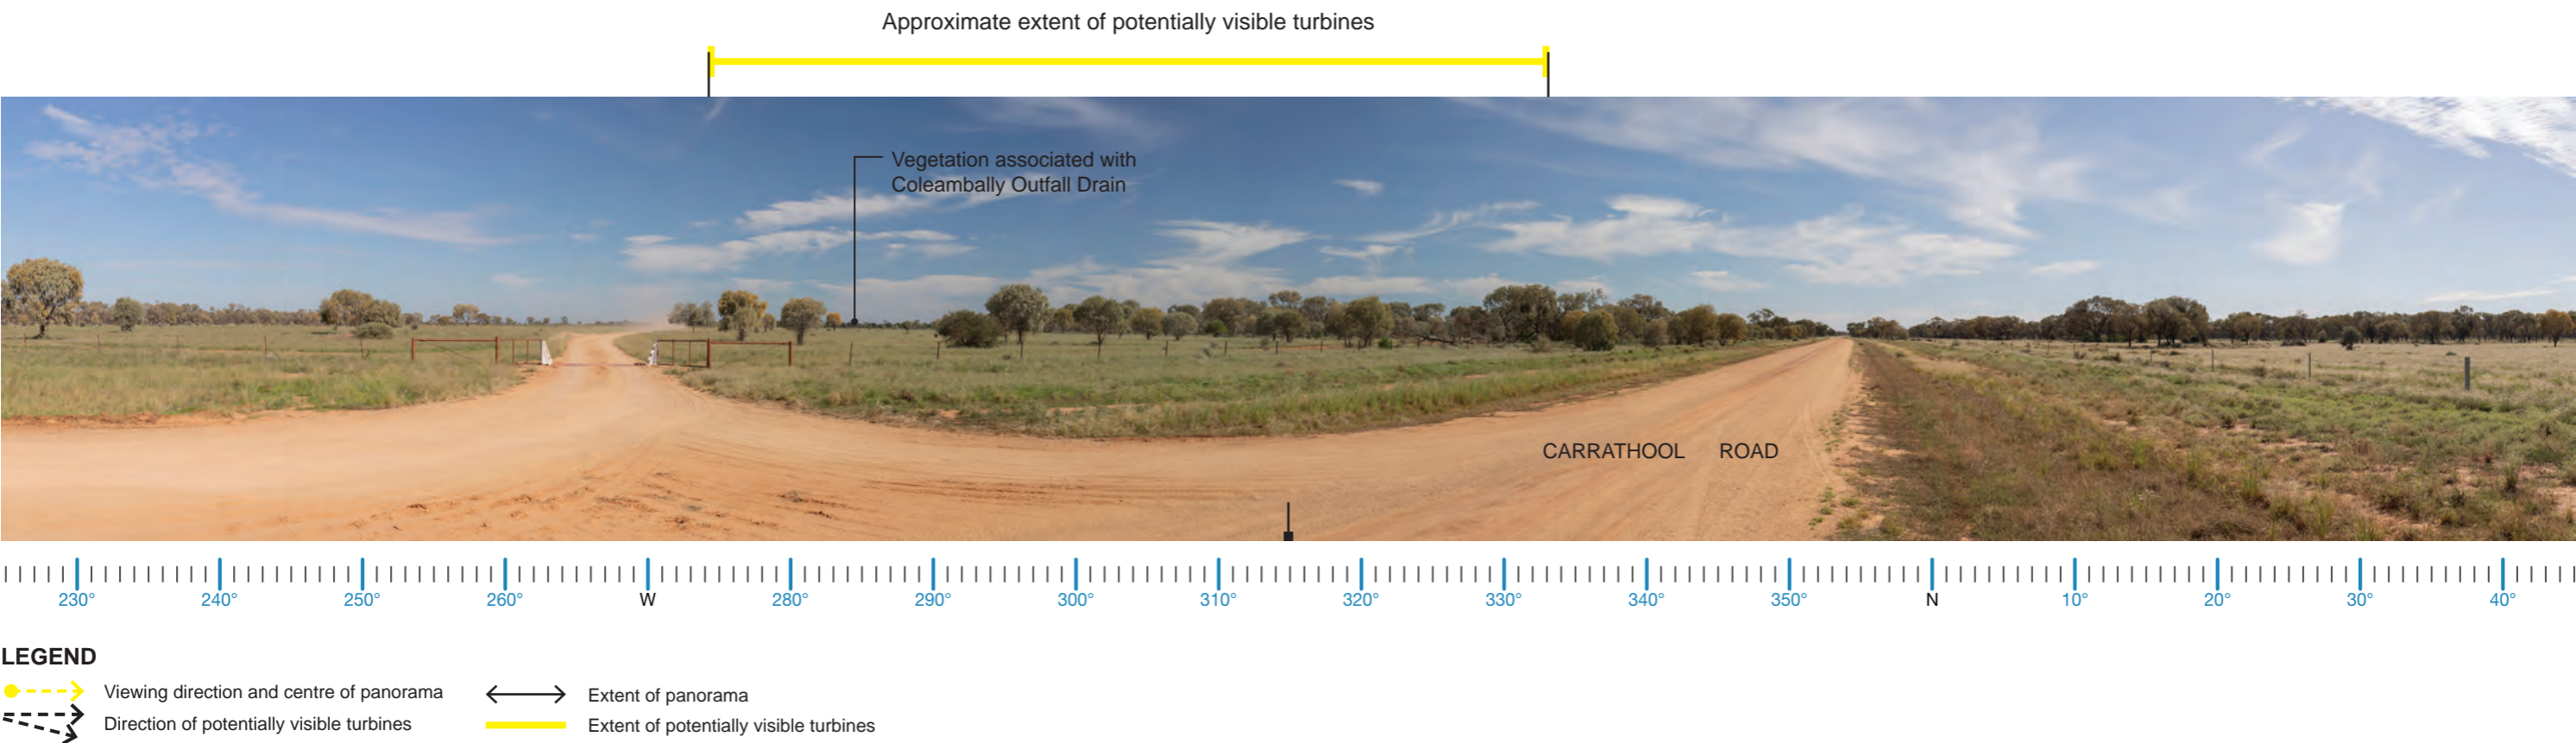 Approximate extent of potentially visible turbines
Vegetation associated with
Coleambally Outfall Drain
CARRATHOOL ROAD
230° 240° 250° 260° W 280° 290° 300° 310° 320° 330° 340° 350° N 10° 20° 30° 40°
LEGEND
Viewing direction and centre of panorama
Direction of potentially visible turbines
Extent of panorama
Extent of potentially visible turbines